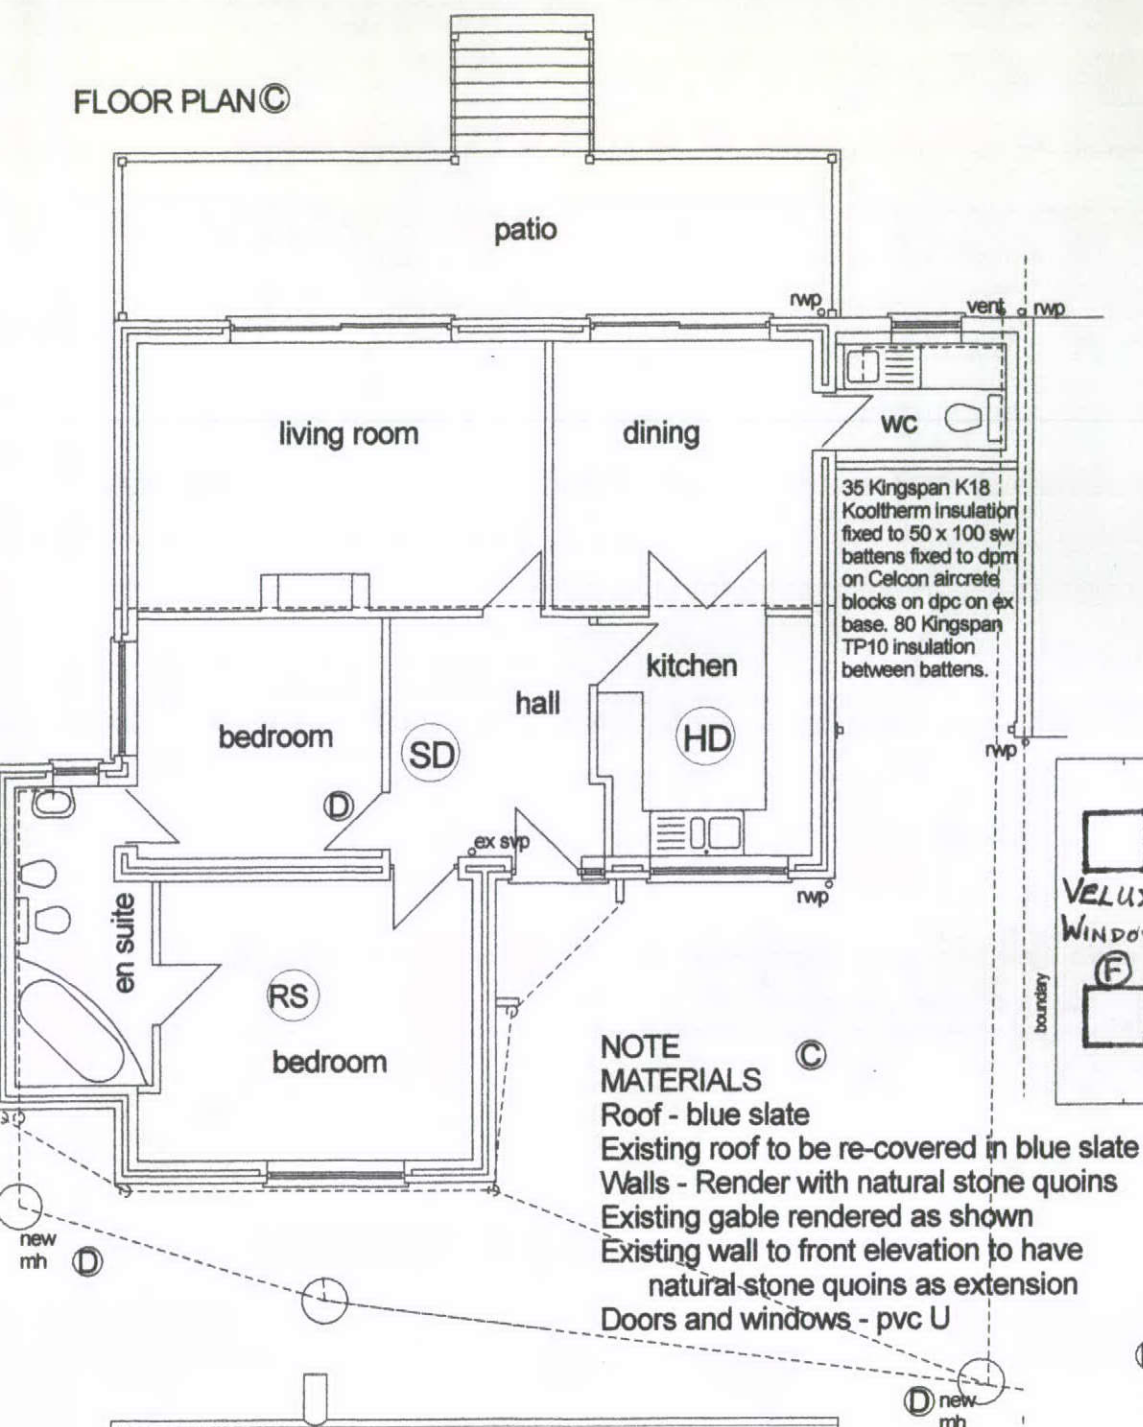 FLOOR PLAN Ⓒ
patio
rwp
vent
rwp
living room
dining
WC
35 Kingspan K18
Kooltherm insulation
fixed to 50 x 100 sw
battens fixed to dpm
on Celcon aircrete
blocks on dpc on ex
base. 80 Kingspan
TP10 insulation
between battens.
kitchen
hall
bedroom
SD
HD
rwp
D
ex svp
rwp
VELUX
WINDOW
F
en suite
RS
boundary
bedroom
NOTE Ⓒ
MATERIALS
Roof - blue slate
Existing roof to be re-covered in blue slate
Walls - Render with natural stone quoins
Existing gable rendered as shown
Existing wall to front elevation to have
natural stone quoins as extension
Doors and windows - pvc U
new
mh
D
D new
mh